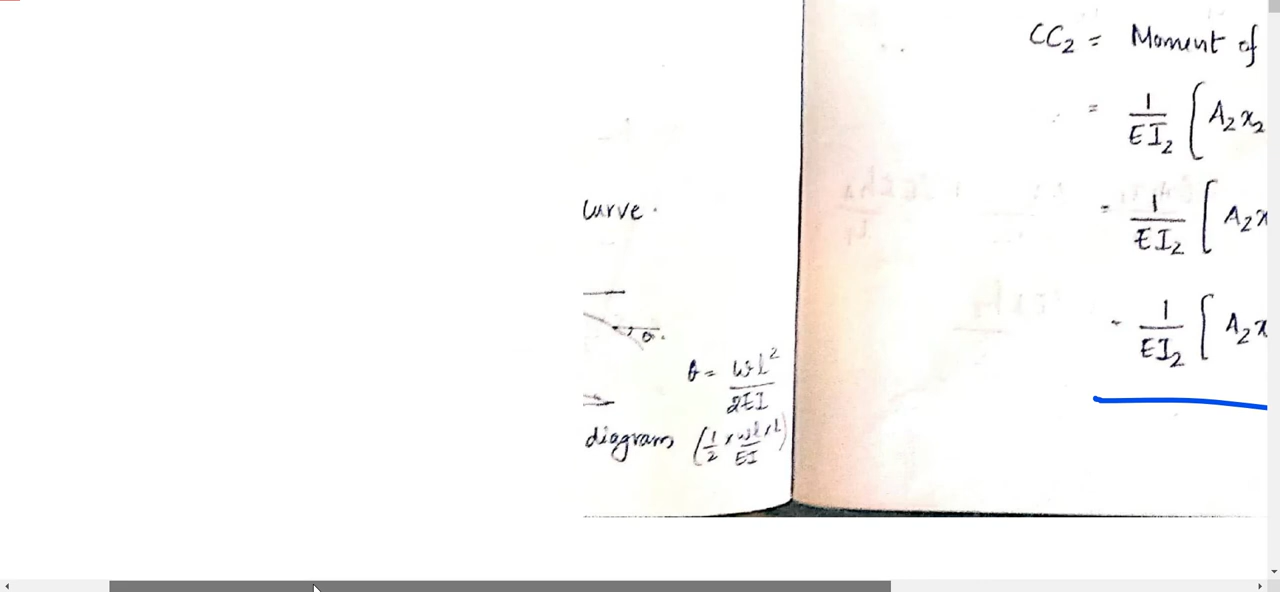 curve.
θ.
θ = wl²/2EI
diagram (1/2 x wl/EI x l)
CC₂ = Moment of
= 1/EI₂ [ A₂x₂
= 1/EI₂ [ A₂x
= 1/EI₂ [ A₂x